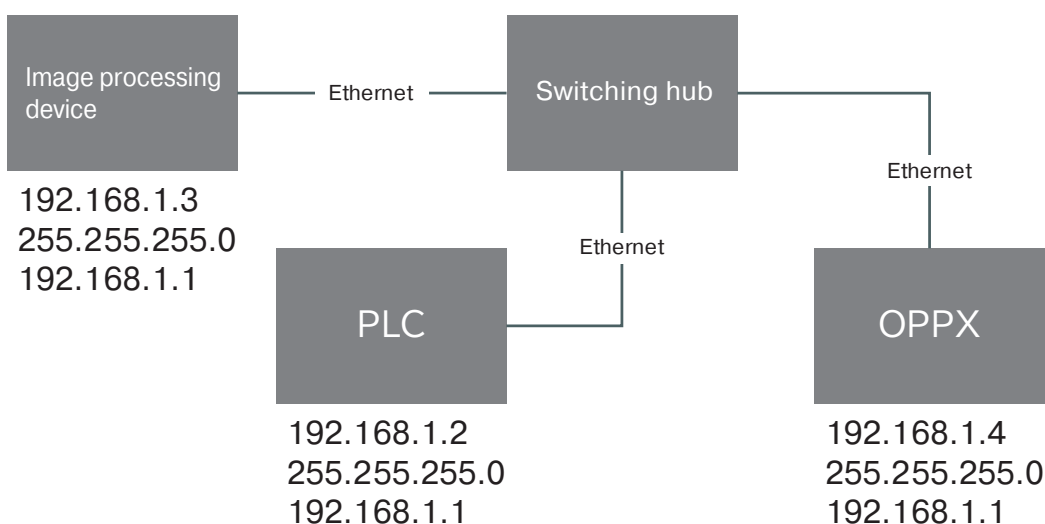 Image processing
device
Ethernet
Switching hub
192.168.1.3
255.255.255.0
192.168.1.1
Ethernet
Ethernet
PLC
OPPX
192.168.1.2
255.255.255.0
192.168.1.1
192.168.1.4
255.255.255.0
192.168.1.1